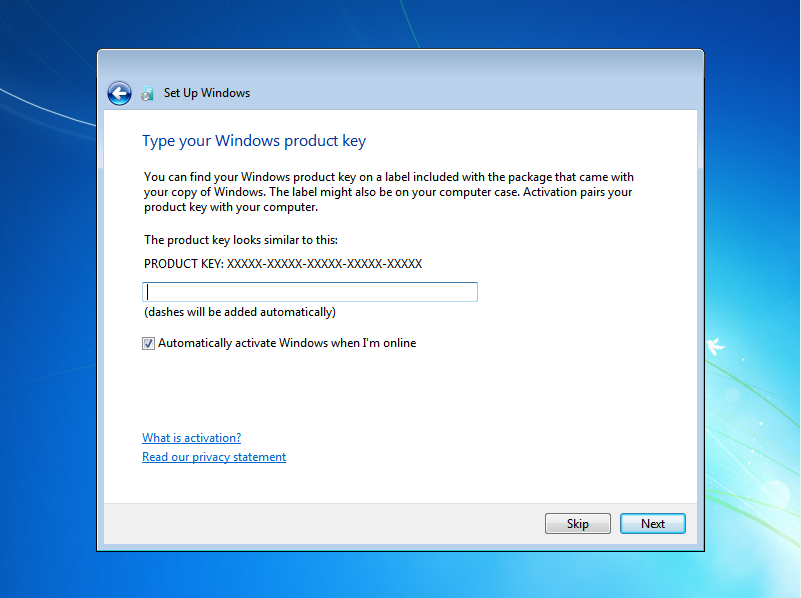 Set Up Windows
Type your Windows product key
You can find your Windows product key on a label included with the package that came with
your copy of Windows. The label might also be on your computer case. Activation pairs your
product key with your computer.
The product key looks similar to this:
PRODUCT KEY: XXXXX-XXXXX-XXXXX-XXXXX-XXXXX
(dashes will be added automatically)
Automatically activate Windows when I'm online
What is activation?
Read our privacy statement
Skip Next